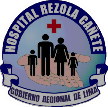 HOSPITAL REZOLA CAÑETE
GOBIERNO REGIONAL DE LIMA